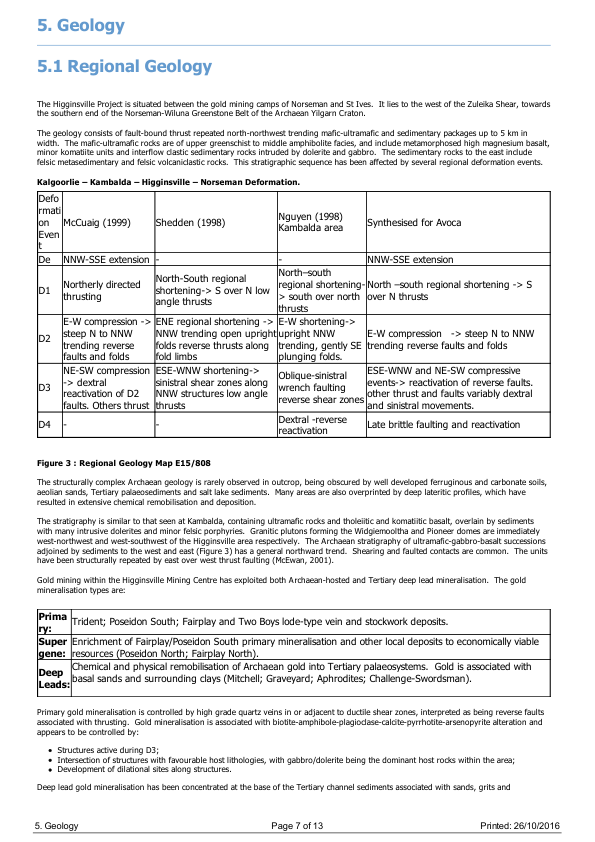 5. Geology
5.1 Regional Geology
The Higginsville Project is situated between the gold mining camps of Norseman and St Ives. It lies to the west of the Zuleika Shear, towards
the southern end of the Norseman-Wiluna Greenstone Belt of the Archaean Yilgarn Craton.
The geology consists of fault-bound thrust repeated north-northwest trending mafic-ultramafic and sedimentary packages up to 5 km in
width. The mafic-ultramafic rocks are of upper greenschist to middle amphibolite facies, and include metamorphosed high magnesium basalt,
minor komatiite units and interflow clastic sedimentary rocks intruded by dolerite and gabbro. The sedimentary rocks to the east include
felsic metasedimentary and felsic volcaniclastic rocks. This stratigraphic sequence has been affected by several regional deformation events.
Kalgoorlie – Kambalda – Higginsville – Norseman Deformation.
Defo
rmati
on
Even
t
McCuaig (1999)
Shedden (1998)
Nguyen (1998)
Kambalda area
Synthesised for Avoca
De
NNW-SSE extension
-
-
NNW-SSE extension
D1
Northerly directed
thrusting
North-South regional
shortening-> S over N low
angle thrusts
North–south
regional shortening-
> south over north
thrusts
North –south regional shortening -> S
over N thrusts
D2
E-W compression ->
steep N to NNW
trending reverse
faults and folds
ENE regional shortening ->
NNW trending open upright
folds reverse thrusts along
fold limbs
E-W shortening->
upright NNW
trending, gently SE
plunging folds.
E-W compression -> steep N to NNW
trending reverse faults and folds
D3
NE-SW compression
-> dextral
reactivation of D2
faults. Others thrust
ESE-WNW shortening->
sinistral shear zones along
NNW structures low angle
thrusts
Oblique-sinistral
wrench faulting
reverse shear zones
ESE-WNW and NE-SW compressive
events-> reactivation of reverse faults.
other thrust and faults variably dextral
and sinistral movements.
D4
-
-
Dextral -reverse
reactivation
Late brittle faulting and reactivation
Figure 3 : Regional Geology Map E15/808
The structurally complex Archaean geology is rarely observed in outcrop, being obscured by well developed ferruginous and carbonate soils,
aeolian sands, Tertiary palaeosediments and salt lake sediments. Many areas are also overprinted by deep lateritic profiles, which have
resulted in extensive chemical remobilisation and deposition.
The stratigraphy is similar to that seen at Kambalda, containing ultramafic rocks and tholeiitic and komatiitic basalt, overlain by sediments
with many intrusive dolerites and minor felsic porphyries. Granitic plutons forming the Widgiemooltha and Pioneer domes are immediately
west-northwest and west-southwest of the Higginsville area respectively. The Archaean stratigraphy of ultramafic-gabbro-basalt successions
adjoined by sediments to the west and east (Figure 3) has a general northward trend. Shearing and faulted contacts are common. The units
have been structurally repeated by east over west thrust faulting (McEwan, 2001).
Gold mining within the Higginsville Mining Centre has exploited both Archaean-hosted and Tertiary deep lead mineralisation. The gold
mineralisation types are:
Prima
ry:
Trident; Poseidon South; Fairplay and Two Boys lode-type vein and stockwork deposits.
Super
gene:
Enrichment of Fairplay/Poseidon South primary mineralisation and other local deposits to economically viable
resources (Poseidon North; Fairplay North).
Deep
Leads:
Chemical and physical remobilisation of Archaean gold into Tertiary palaeosystems. Gold is associated with
basal sands and surrounding clays (Mitchell; Graveyard; Aphrodites; Challenge-Swordsman).
Primary gold mineralisation is controlled by high grade quartz veins in or adjacent to ductile shear zones, interpreted as being reverse faults
associated with thrusting. Gold mineralisation is associated with biotite-amphibole-plagioclase-calcite-pyrrhotite-arsenopyrite alteration and
appears to be controlled by:
• Structures active during D3;
• Intersection of structures with favourable host lithologies, with gabbro/dolerite being the dominant host rocks within the area;
• Development of dilational sites along structures.
Deep lead gold mineralisation has been concentrated at the base of the Tertiary channel sediments associated with sands, grits and
5. Geology
Page 7 of 13
Printed: 26/10/2016